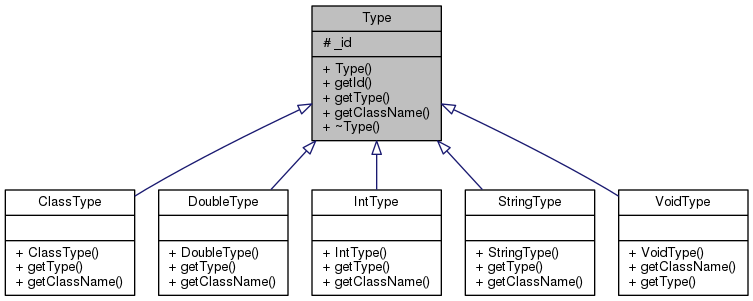 Type
# _id
+ Type()
+ getId()
+ getType()
+ getClassName()
+ ~Type()
ClassType
+ ClassType()
+ getType()
+ getClassName()
DoubleType
+ DoubleType()
+ getType()
+ getClassName()
IntType
+ IntType()
+ getType()
+ getClassName()
StringType
+ StringType()
+ getType()
+ getClassName()
VoidType
+ VoidType()
+ getClassName()
+ getType()